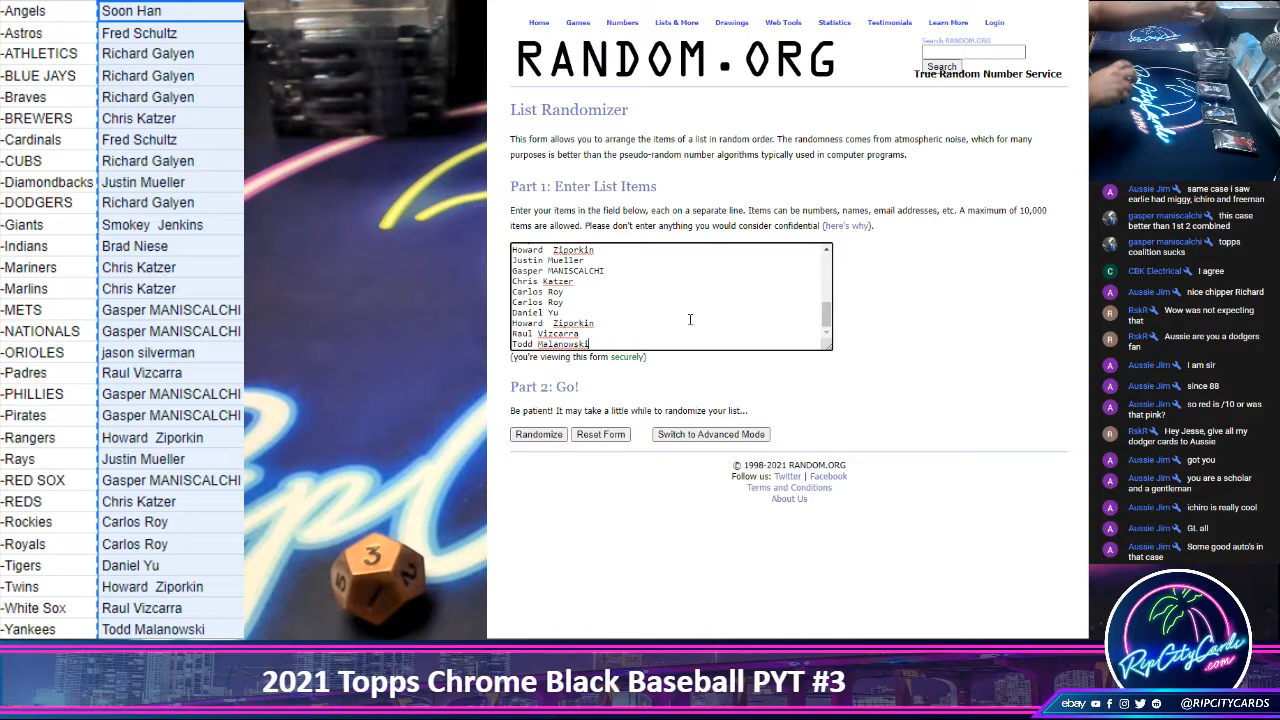 -Angels Soon Han
-Astros Fred Schultz
-ATHLETICS Richard Galyen
-BLUE JAYS Richard Galyen
-Braves Richard Galyen
-BREWERS Chris Katzer
-Cardinals Fred Schultz
-CUBS Richard Galyen
-Diamondbacks Justin Mueller
-DODGERS Richard Galyen
-Giants Smokey Jenkins
-Indians Brad Niese
-Mariners Chris Katzer
-Marlins Chris Katzer
-METS Gasper MANISCALCHI
-NATIONALS Gasper MANISCALCHI
-ORIOLES jason silverman
-Padres Raul Vizcarra
-PHILLIES Gasper MANISCALCHI
-Pirates Gasper MANISCALCHI
-Rangers Howard Ziporkin
-Rays Justin Mueller
-RED SOX Gasper MANISCALCHI
-REDS Chris Katzer
-Rockies Carlos Roy
-Royals Carlos Roy
-Tigers Daniel Yu
-Twins Howard Ziporkin
-White Sox Raul Vizcarra
-Yankees Todd Malanowski
3
2
1
Home Games Numbers Lists & More Drawings Web Tools Statistics Testimonials Learn More Login
RANDOM.ORG
Search RANDOM.ORG
Search
True Random Number Service
List Randomizer
This form allows you to arrange the items of a list in random order. The randomness comes from atmospheric noise, which for many
purposes is better than the pseudo-random number algorithms typically used in computer programs.
Part 1: Enter List Items
Enter your items in the field below, each on a separate line. Items can be numbers, names, email addresses, etc. A maximum of 10,000
items are allowed. Please don't enter anything you would consider confidential (here's why).
Howard Ziporkin
Justin Mueller
Gasper MANISCALCHI
Chris Katzer
Carlos Roy
Carlos Roy
Daniel Yu
Howard Ziporkin
Raul Vizcarra
Todd Malanowski
(you're viewing this form securely)
Part 2: Go!
Be patient! It may take a little while to randomize your list...
Randomize Reset Form Switch to Advanced Mode
© 1998-2021 RANDOM.ORG
Follow us: Twitter | Facebook
Terms and Conditions
About Us
Aussie Jim same case i saw
earlie had miggy, ichiro and freeman
gasper maniscalchi this case
better than 1st 2 combined
gasper maniscalchi topps
coalition sucks
CBK Electrical I agree
Aussie Jim nice chipper Richard
RskR Wow was not expecting
that
RskR Aussie are you a dodgers
fan
Aussie Jim I am sir
Aussie Jim since 88
Aussie Jim so red is /10 or was
that pink?
RskR Hey Jesse, give all my
dodger cards to Aussie
Aussie Jim got you
Aussie Jim you are a scholar
and a gentleman
Aussie Jim ichiro is really cool
Aussie Jim GL all
Aussie Jim Some good auto's in
that case
RipCityCards
.com
2021 Topps Chrome Black Baseball PYT #3
ebay @RIPCITYCARDS